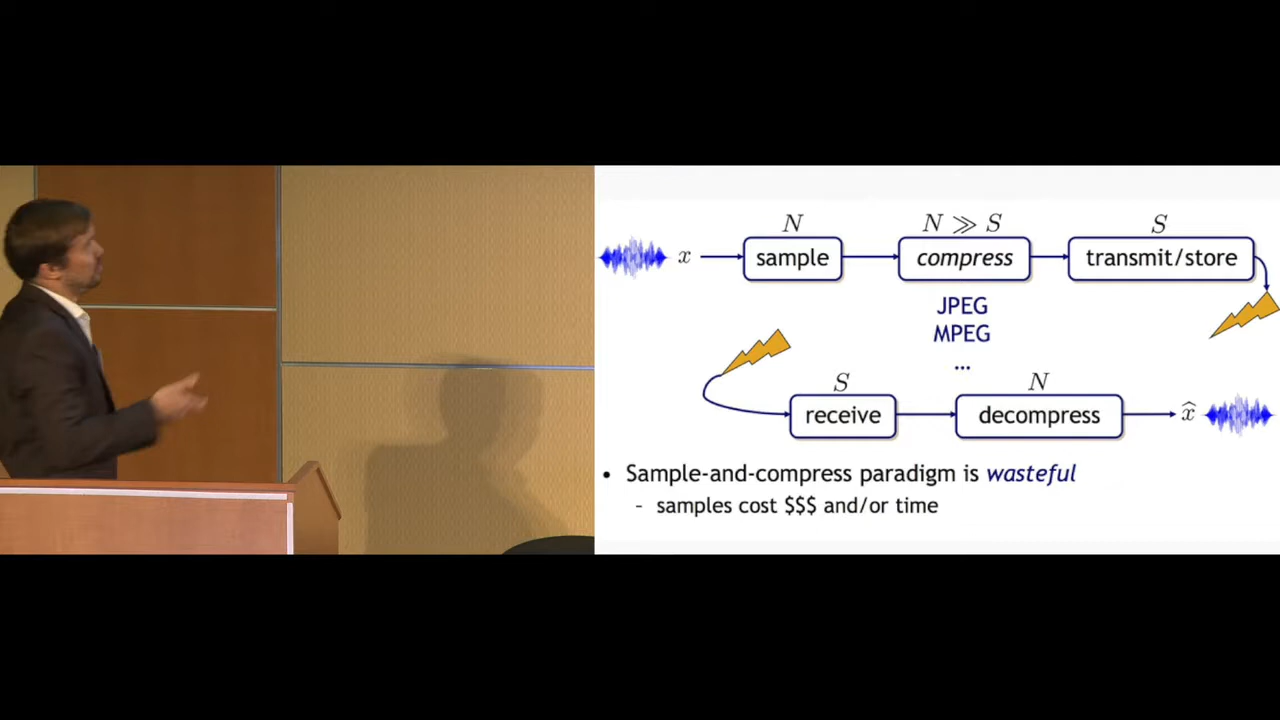 N
N ≫ S
S
x
sample
compress
transmit/store
JPEG
MPEG
...
S
N
receive
decompress
x̂
• Sample-and-compress paradigm is wasteful
- samples cost $$$ and/or time